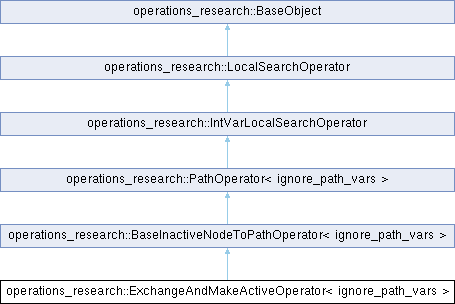 operations_research::BaseObject
operations_research::LocalSearchOperator
operations_research::IntVarLocalSearchOperator
operations_research::PathOperator< ignore_path_vars >
operations_research::BaseInactiveNodeToPathOperator< ignore_path_vars >
operations_research::ExchangeAndMakeActiveOperator< ignore_path_vars >